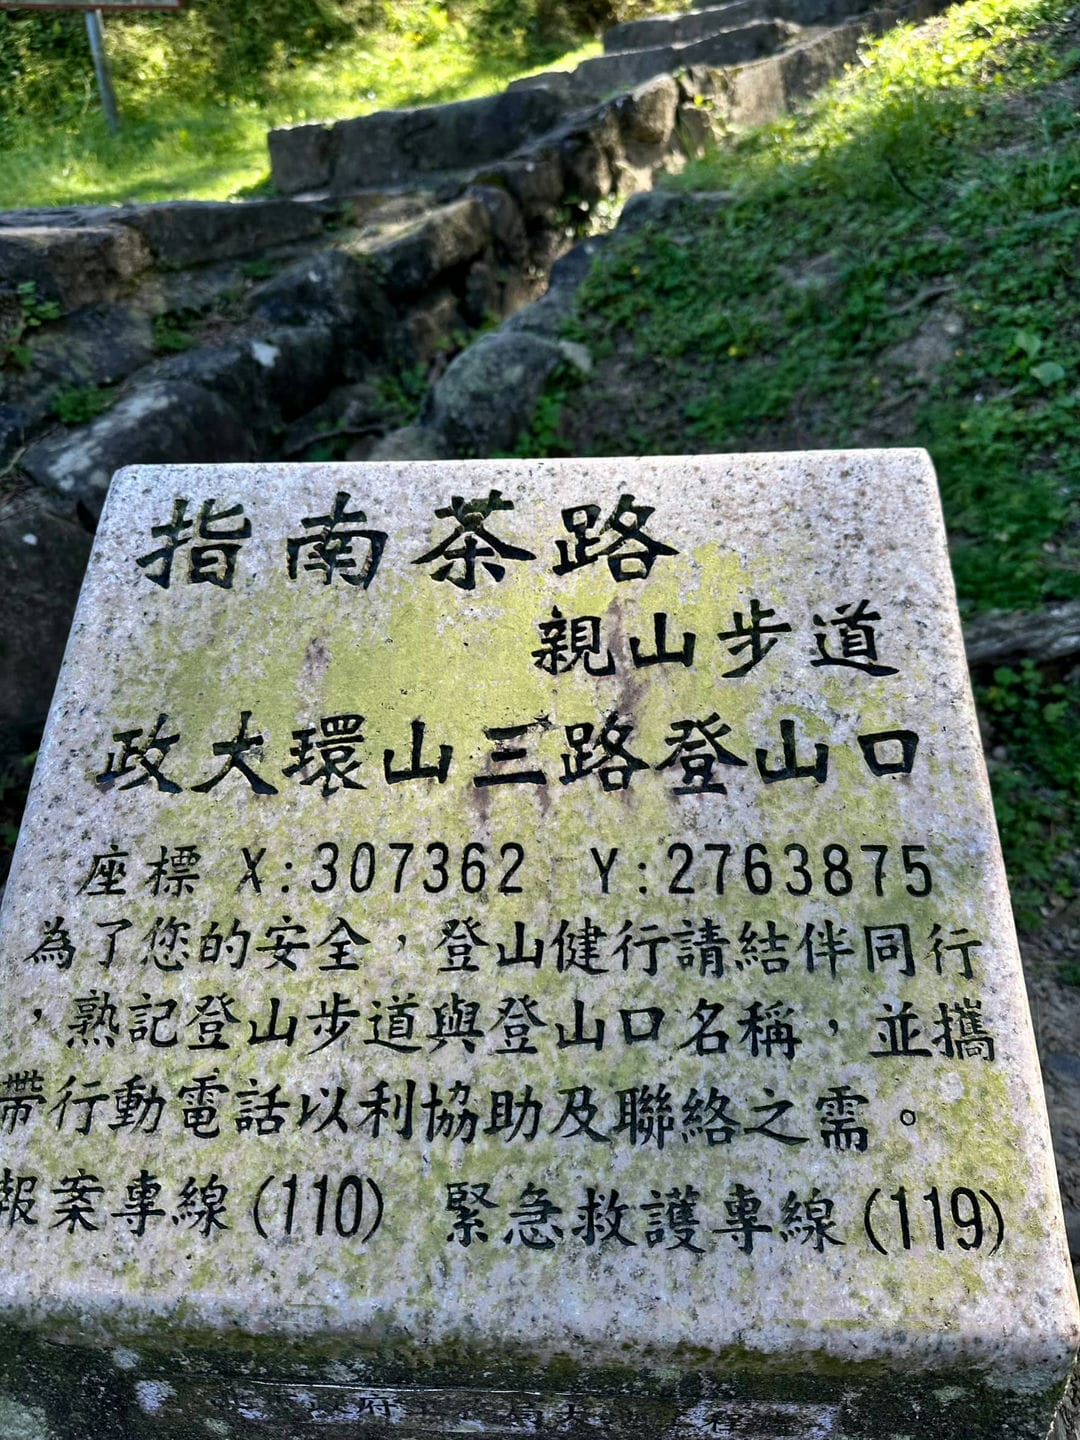 指南茶路
親山步道
政大環山三路登山口
座標 X:307362 Y:2763875
為了您的安全，登山健行請結伴同行
，熟記登山步道與登山口名稱，並攜
帶行動電話以利協助及聯絡之需。
報案專線(110) 緊急救護專線(119)